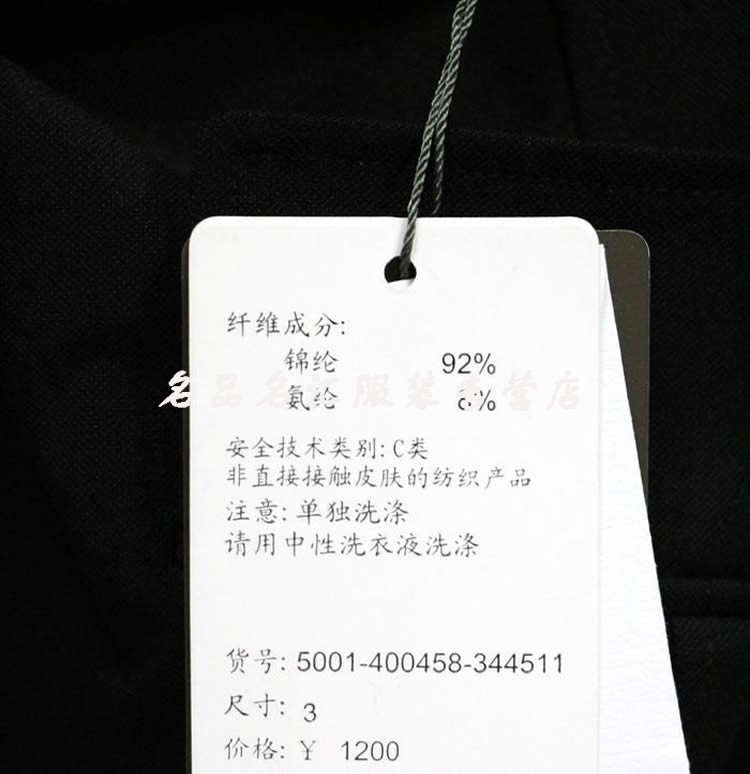 纤维成分:
锦纶 92%
氨纶 8%
安全技术类别:C类
非直接接触皮肤的纺织产品
注意:单独洗涤
请用中性洗衣液洗涤
货号: 5001-400458-344511
尺寸: 3
价格: ¥ 1200